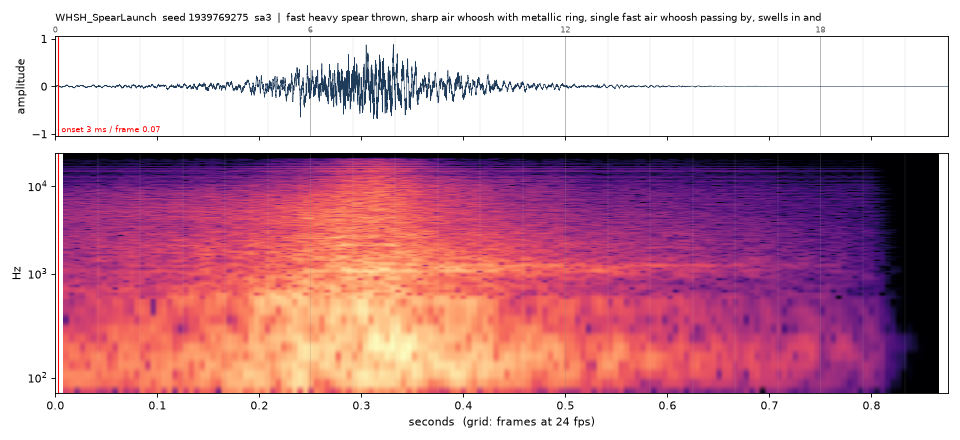 WHSH_SpearLaunch  seed 1939769275  sa3  |  fast heavy spear thrown, sharp air whoosh with metallic ring, single fast air whoosh passing by, swells in and
0 6 12 18
1
0
−1
amplitude
onset 3 ms / frame 0.07
10⁴
10³
10²
Hz
0.0 0.1 0.2 0.3 0.4 0.5 0.6 0.7 0.8
seconds  (grid: frames at 24 fps)